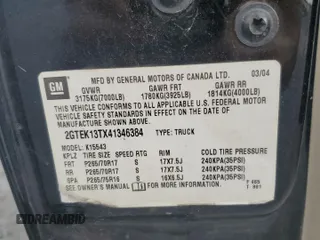 GM
MFD BY GENERAL MOTORS OF CANADA LTD. 03/04
GVWR GAWR FRT GAWR RR
3175KG(7000LB) 1780KG(3925LB) 1814KG(4000LB)
THIS VEHICLE CONFORMS TO ALL APPLICABLE U.S. FEDERAL MOTOR
VEHICLE SAFETY STANDARDS IN EFFECT ON THE DATE OF
MANUFACTURE SHOWN ABOVE.
2GTEK13TX41346384 TYPE: TRUCK
MODEL: K15543
KPLZ TIRE SIZE SPEED RTG RIM COLD TIRE PRESSURE
FRT P265/70R17 S 17X7.5J 240KPA(35PSI)
RR P265/70R17 S 17X7.5J 240KPA(35PSI)
SPA P265/75R16 S 16X6.5J 240KPA(35PSI)
SEE OWNER'S MANUAL FOR ADDITIONAL INFORMATION
AUTOBIDMASTER